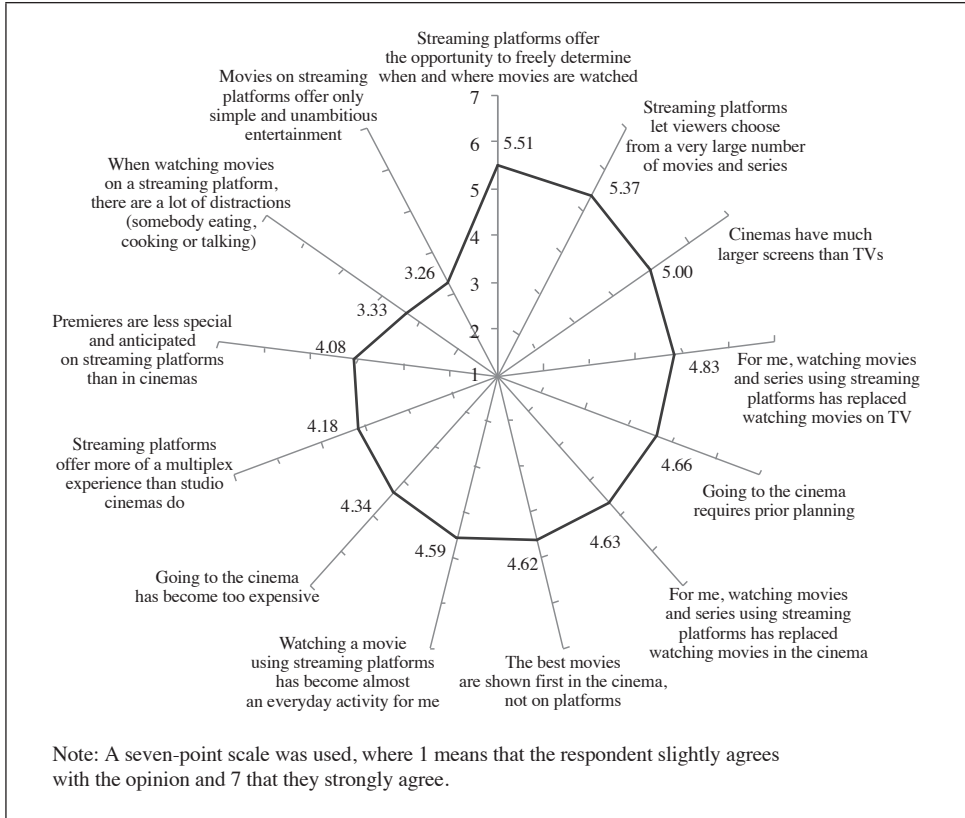 Streaming platforms offer
the opportunity to freely determine
when and where movies are watched
Streaming platforms
let viewers choose
from a very large number
of movies and series
Cinemas have much
larger screens than TVs
For me, watching movies
and series using streaming
platforms has replaced
watching movies on TV
Going to the cinema
requires prior planning
For me, watching movies
and series using streaming
platforms has replaced
watching movies in the cinema
The best movies
are shown first in the cinema,
not on platforms
Watching a movie
using streaming platforms
has become almost
an everyday activity for me
Going to the cinema
has become too expensive
Streaming platforms
offer more of a multiplex
experience than studio
cinemas do
Premieres are less special
and anticipated
on streaming platforms
than in cinemas
When watching movies
on a streaming platform,
there are a lot of distractions
(somebody eating,
cooking or talking)
Movies on streaming
platforms offer only
simple and unambitious
entertainment
7
6
5
4
3
2
1
5.51
5.37
5.00
4.83
4.66
4.63
4.62
4.59
4.34
4.18
4.08
3.33
3.26
Note: A seven-point scale was used, where 1 means that the respondent slightly agrees
with the opinion and 7 that they strongly agree.